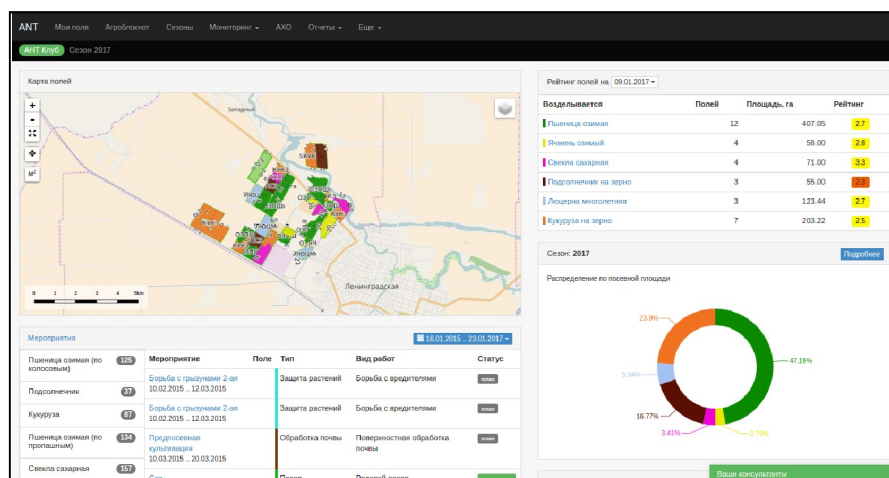 ANT Мои поля Агроблокнот Сезоны Мониторинг АХО Отчеты Еще
АНТ Клуб Сезон 2017
Карта полей
+
-
м²
Западный
Ленинградская
0 1 2 3 4 5км
Рейтинг полей на 09.01.2017
Возделывается Полей Площадь, га Рейтинг
Пшеница озимая 12 407.05 2.7
Ячмень озимый 4 58.00 2.8
Свекла сахарная 4 71.00 3.3
Подсолнечник на зерно 3 55.00 2.3
Люцерна многолетняя 3 123.44 2.7
Кукуруза на зерно 7 203.22 2.5
Сезон: 2017 Подробнее
Распределение по посевной площади
23.9%
47.19%
16.77%
3.41%
Мероприятия 16.01.2015 .. 23.01.2017
Пшеница озимая (по колосовым) 125
Подсолнечник 37
Кукуруза 87
Пшеница озимая (по пропашным) 134
Свекла сахарная 157
Мероприятие Поле Тип Вид работ Статус
Борьба с грызунами 2-ая Защита растений Борьба с вредителями план
10.02.2015 .. 12.03.2015
Борьба с грызунами 2-ая Защита растений Борьба с вредителями план
10.02.2015 .. 12.03.2015
Предпосевная Обработка почвы Поверхностная обработка план
культивация почвы
10.03.2015 .. 20.03.2015
Ваши консультанты